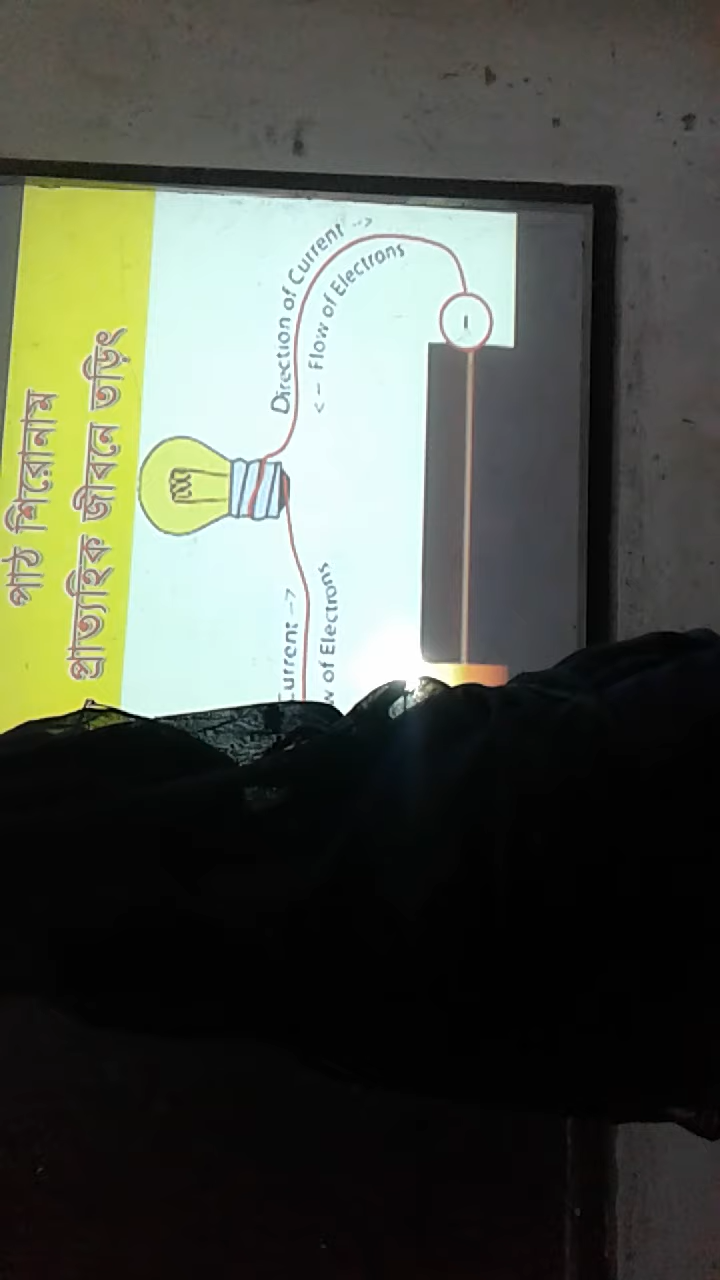 পাঠ শিরোনাম
প্রাত্যহিক জীবনে তড়িৎ
urrent -->
w of Electrons
Direction of Current -->
<-- Flow of Electrons
-